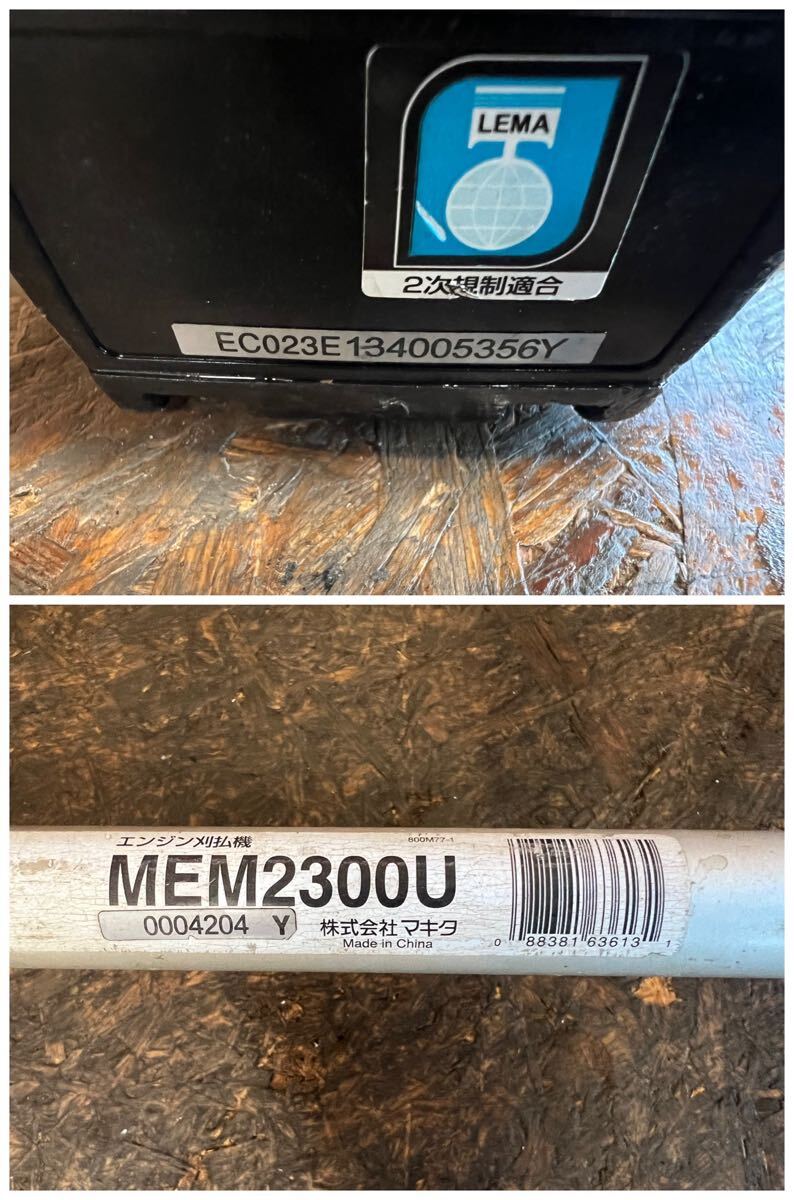 LEMA
2次規制適合
EC023E134005356Y
エンジン刈払機
800M77-1
MEM2300U
0004204 Y
株式会社マキタ
Made in China
0 88381 63613 1